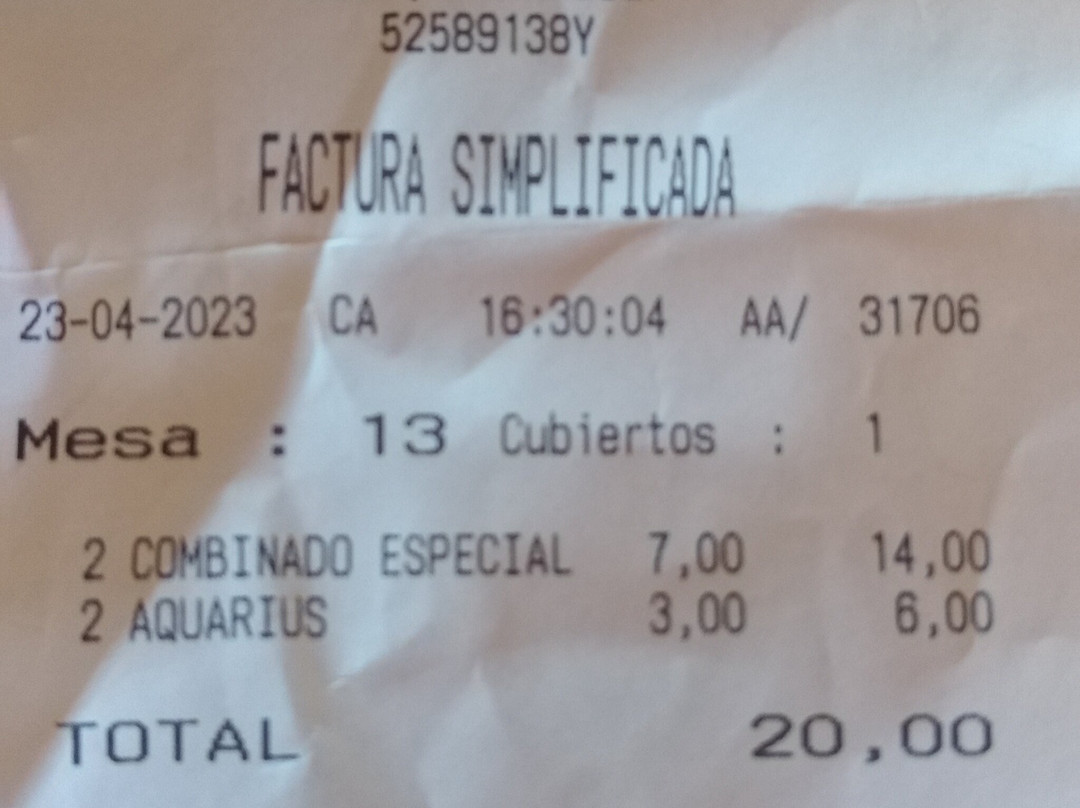 52589138Y
FACTURA SIMPLIFICADA
23-04-2023 CA 16:30:04 AA/ 31706
Mesa : 13 Cubiertos : 1
2 COMBINADO ESPECIAL 7,00 14,00
2 AQUARIUS 3,00 6,00
TOTAL 20,00